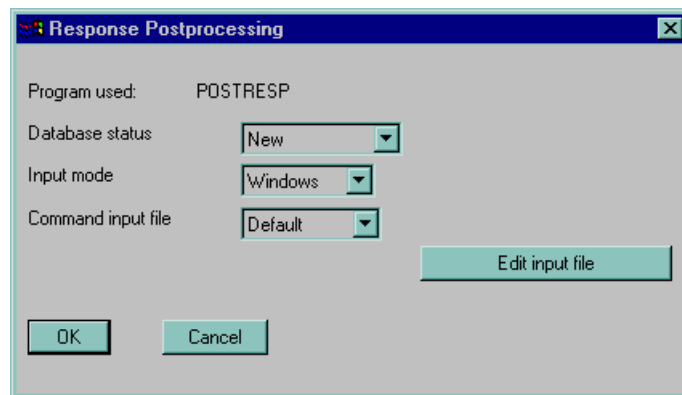 Response Postprocessing
Program used: POSTRESP
Database status New
Input mode Windows
Command input file Default
Edit input file
OK Cancel